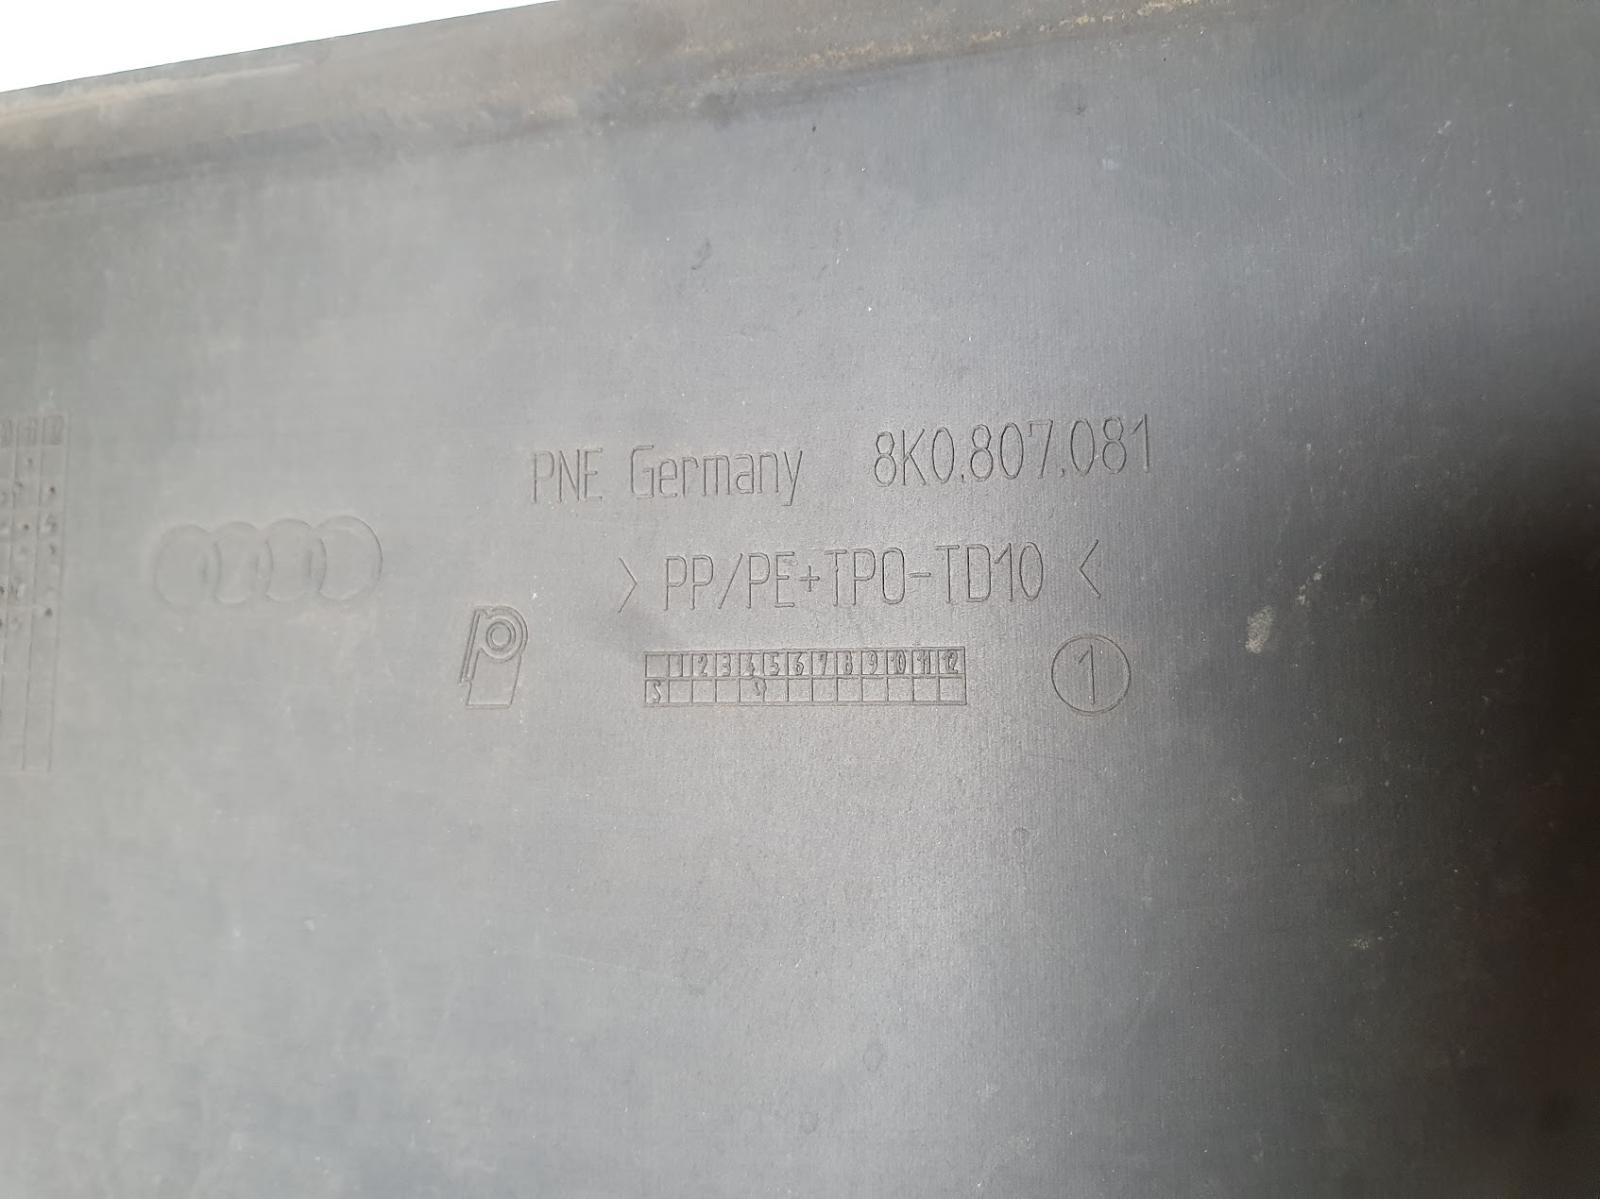 PNE Germany 8K0.807.081
> PP/PE+TPO-TD10 <
1 2 3 4 5 6 7 8 9 10 11 12
S
1